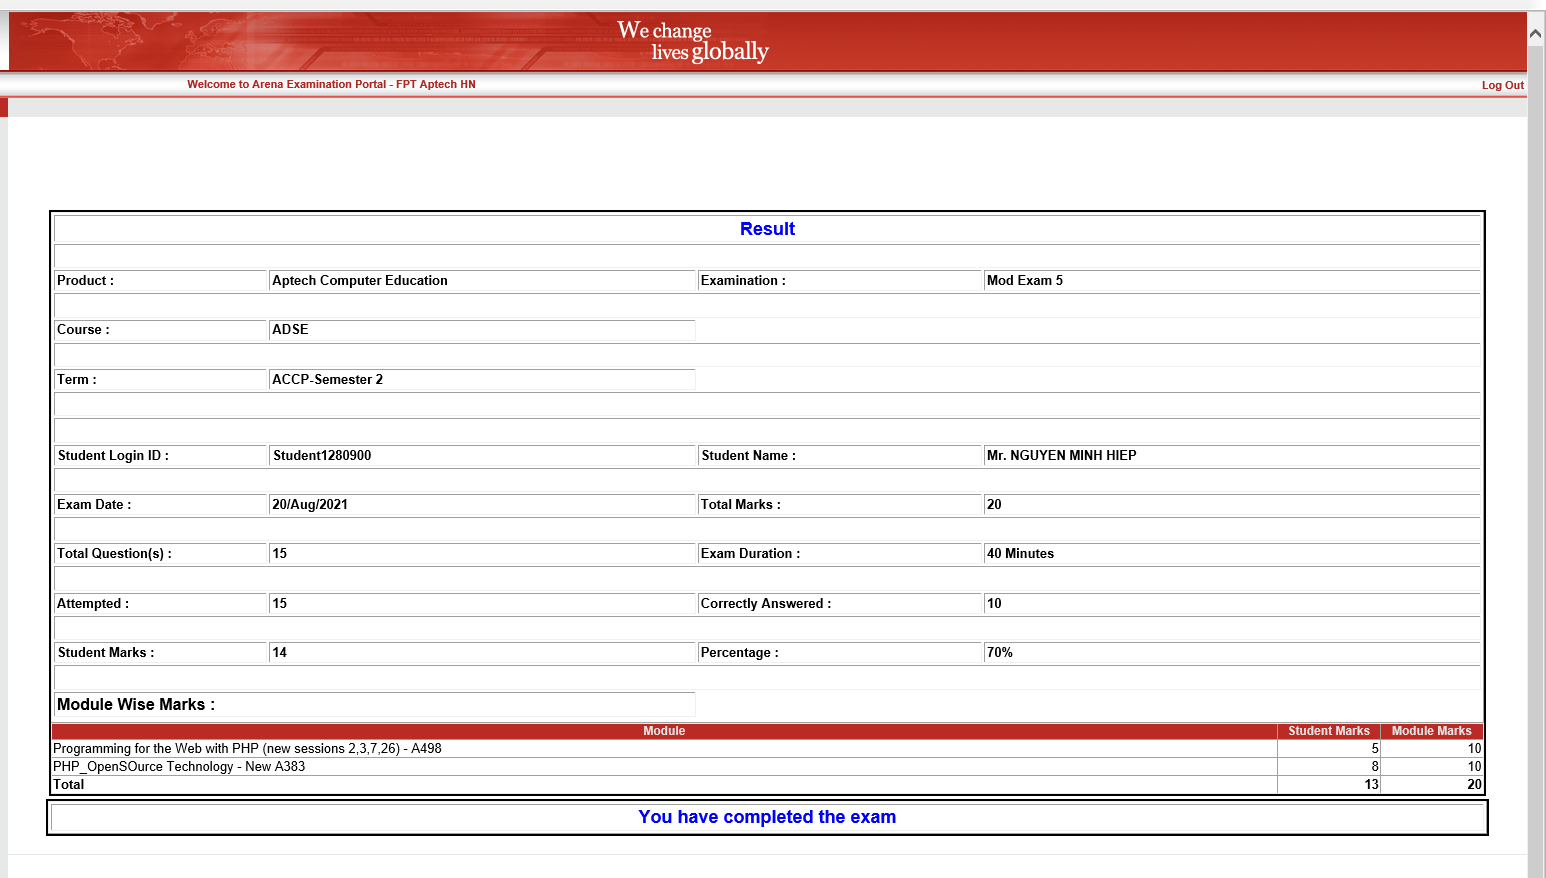 We change
lives globally
Welcome to Arena Examination Portal - FPT Aptech HN
Log Out
Result
Product : Aptech Computer Education Examination : Mod Exam 5
Course : ADSE
Term : ACCP-Semester 2
Student Login ID : Student1280900 Student Name : Mr. NGUYEN MINH HIEP
Exam Date : 20/Aug/2021 Total Marks : 20
Total Question(s) : 15 Exam Duration : 40 Minutes
Attempted : 15 Correctly Answered : 10
Student Marks : 14 Percentage : 70%
Module Wise Marks :
Module Student Marks Module Marks
Programming for the Web with PHP (new sessions 2,3,7,26) - A498 5 10
PHP_OpenSOurce Technology - New A383 8 10
Total 13 20
You have completed the exam